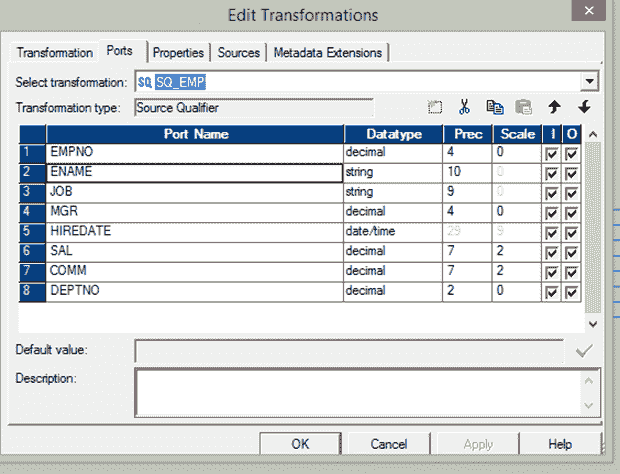 Edit Transformations
×
Transformation Ports Properties Sources Metadata Extensions
Select transformation: SQ SQ_EMP
Transformation type: Source Qualifier
Port Name Datatype Prec Scale I O
1 EMPNO decimal 4 0
2 ENAME string 10 0
3 JOB string 9 0
4 MGR decimal 4 0
5 HIREDATE date/time 29 9
6 SAL decimal 7 2
7 COMM decimal 7 2
8 DEPTNO decimal 2 0
Default value:
Description:
OK Cancel Apply Help